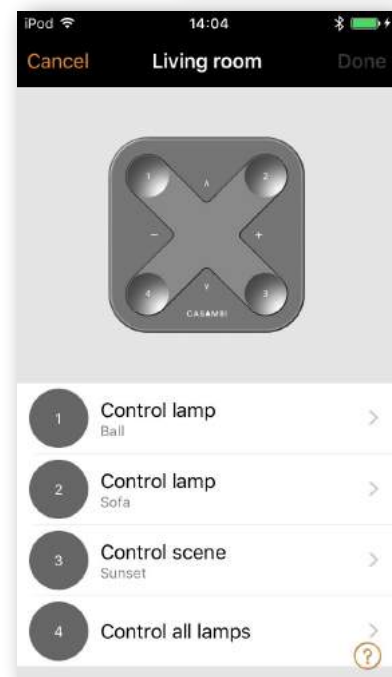 iPod 14:04
Cancel Living room Done
1 ∧ 2
− +
4 ∨ 3
CASAMBI
1 Control lamp
Ball
2 Control lamp
Sofa
3 Control scene
Sunset
4 Control all lamps
?